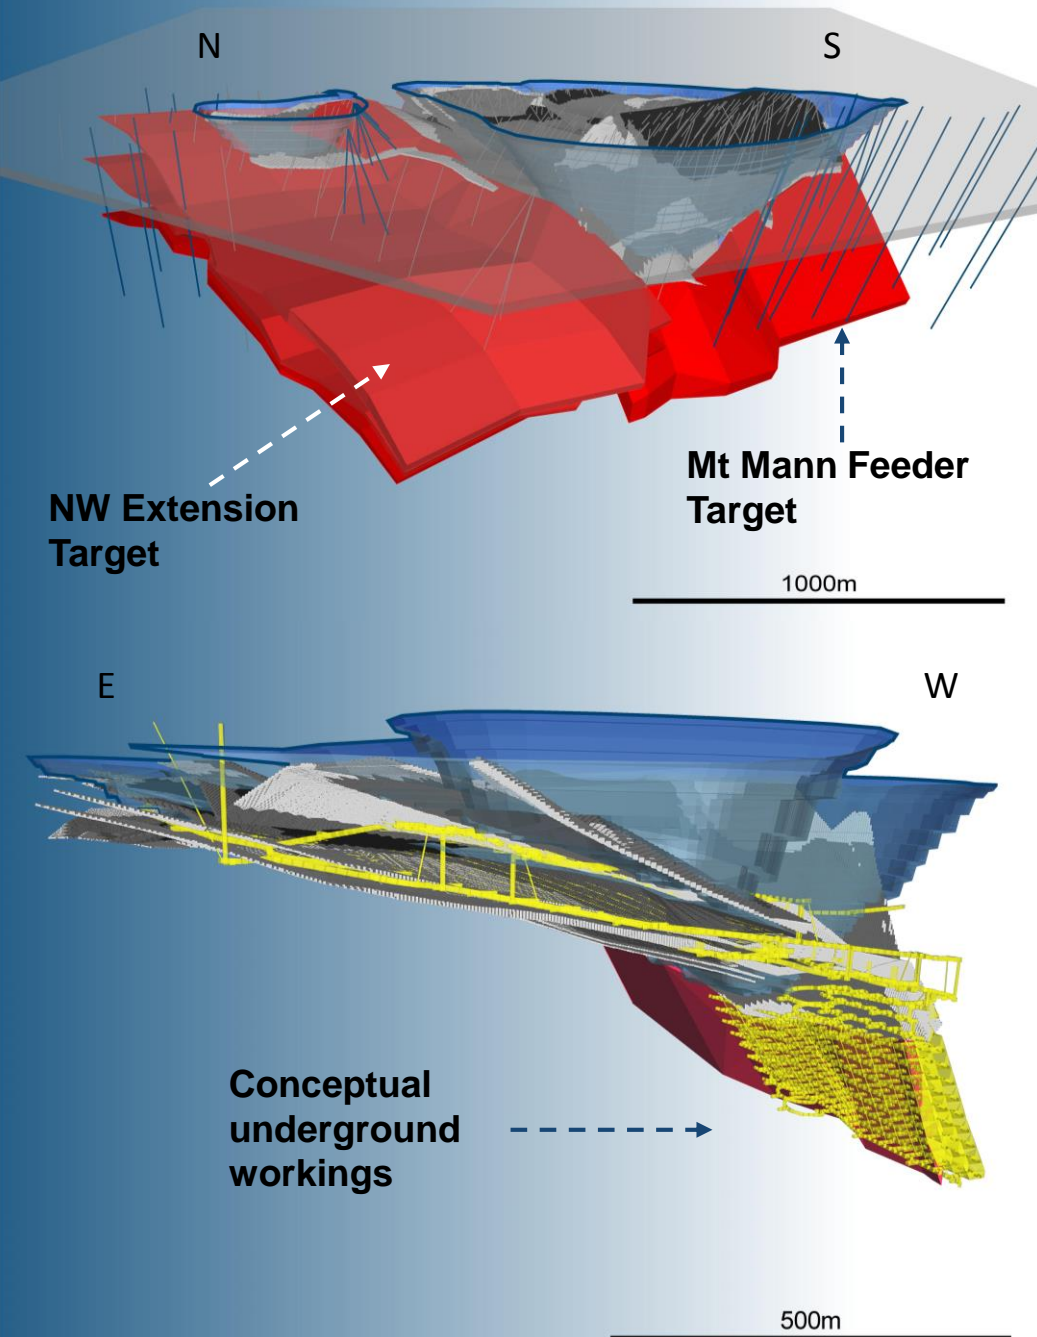 N
S
NW Extension
Target
Mt Mann Feeder
Target
1000m
E
W
Conceptual
underground
workings
500m